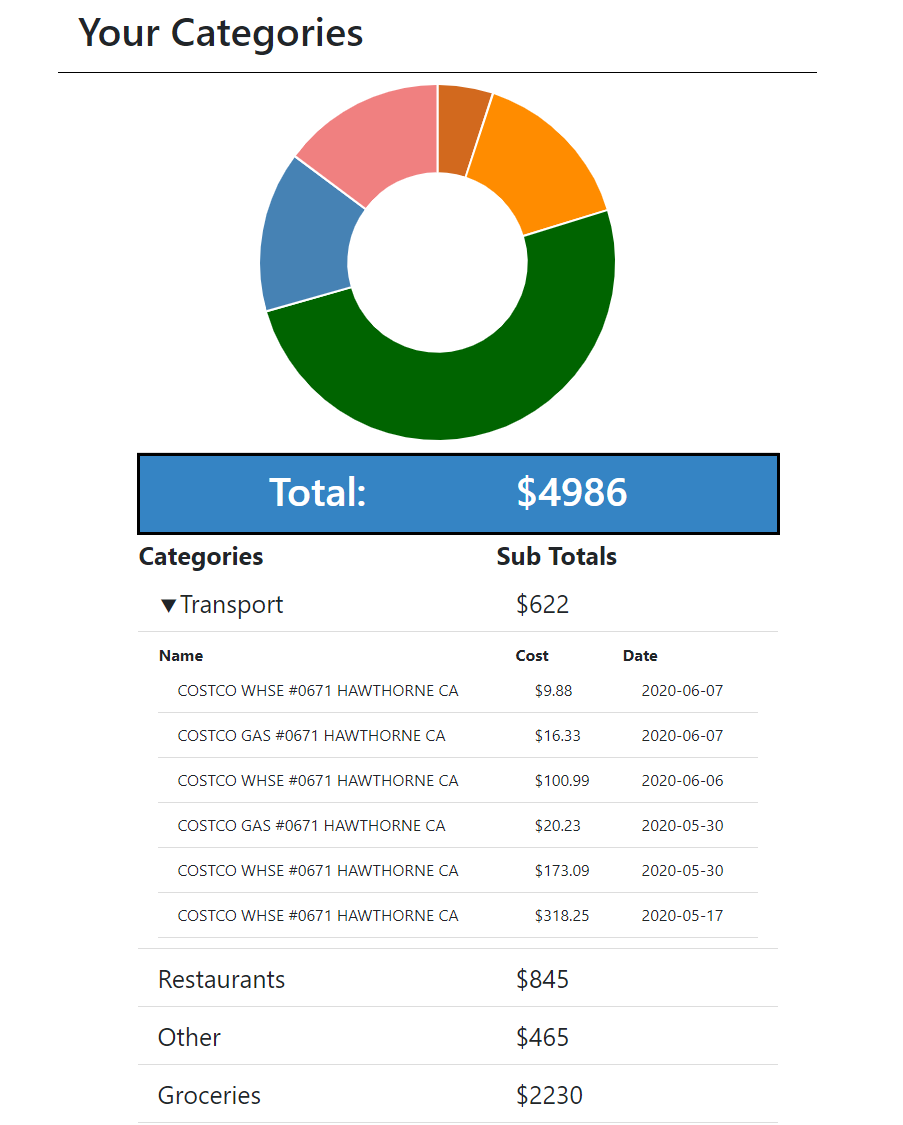 Your Categories
Total: $4986
Categories Sub Totals
▼Transport $622
Name Cost Date
COSTCO WHSE #0671 HAWTHORNE CA $9.88 2020-06-07
COSTCO GAS #0671 HAWTHORNE CA $16.33 2020-06-07
COSTCO WHSE #0671 HAWTHORNE CA $100.99 2020-06-06
COSTCO GAS #0671 HAWTHORNE CA $20.23 2020-05-30
COSTCO WHSE #0671 HAWTHORNE CA $173.09 2020-05-30
COSTCO WHSE #0671 HAWTHORNE CA $318.25 2020-05-17
Restaurants $845
Other $465
Groceries $2230